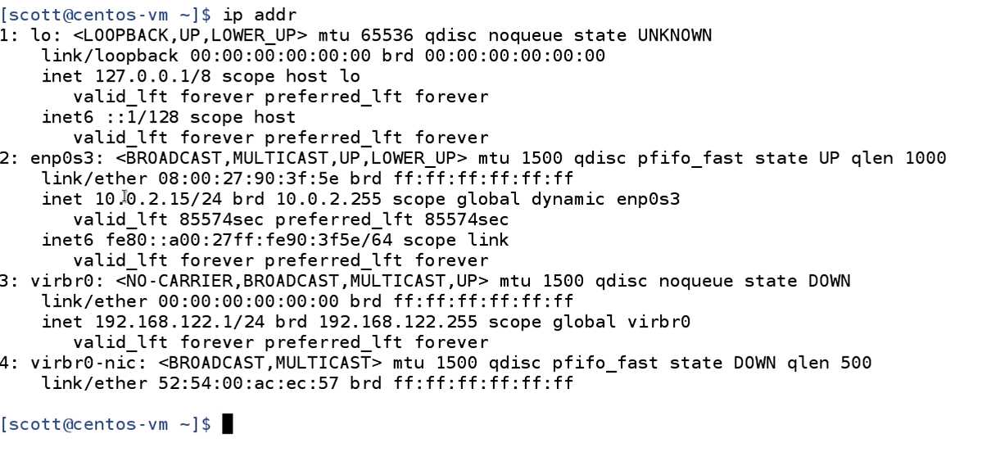 [scott@centos-vm ~]$ ip addr
1: lo: <LOOPBACK,UP,LOWER_UP> mtu 65536 qdisc noqueue state UNKNOWN
    link/loopback 00:00:00:00:00:00 brd 00:00:00:00:00:00
    inet 127.0.0.1/8 scope host lo
       valid_lft forever preferred_lft forever
    inet6 ::1/128 scope host
       valid_lft forever preferred_lft forever
2: enp0s3: <BROADCAST,MULTICAST,UP,LOWER_UP> mtu 1500 qdisc pfifo_fast state UP qlen 1000
    link/ether 08:00:27:90:3f:5e brd ff:ff:ff:ff:ff:ff
    inet 10.0.2.15/24 brd 10.0.2.255 scope global dynamic enp0s3
       valid_lft 85574sec preferred_lft 85574sec
    inet6 fe80::a00:27ff:fe90:3f5e/64 scope link
       valid_lft forever preferred_lft forever
3: virbr0: <NO-CARRIER,BROADCAST,MULTICAST,UP> mtu 1500 qdisc noqueue state DOWN
    link/ether 00:00:00:00:00:00 brd ff:ff:ff:ff:ff:ff
    inet 192.168.122.1/24 brd 192.168.122.255 scope global virbr0
       valid_lft forever preferred_lft forever
4: virbr0-nic: <BROADCAST,MULTICAST> mtu 1500 qdisc pfifo_fast state DOWN qlen 500
    link/ether 52:54:00:ac:ec:57 brd ff:ff:ff:ff:ff:ff
[scott@centos-vm ~]$